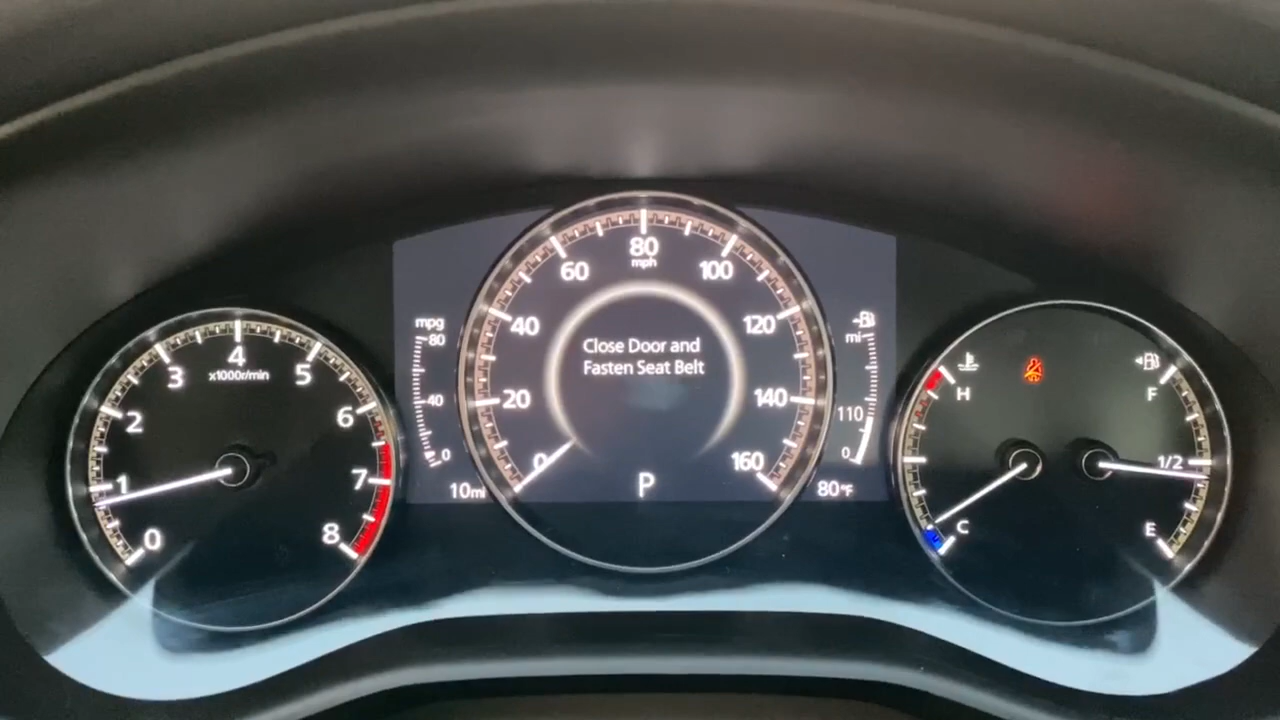 0
1
2
3
4
5
6
7
8
x1000r/min
mpg
80
40
0
10mi
0
20
40
60
80
mph
100
120
140
160
Close Door and
Fasten Seat Belt
P
mi
110
0
80°F
H
C
F
1/2
E